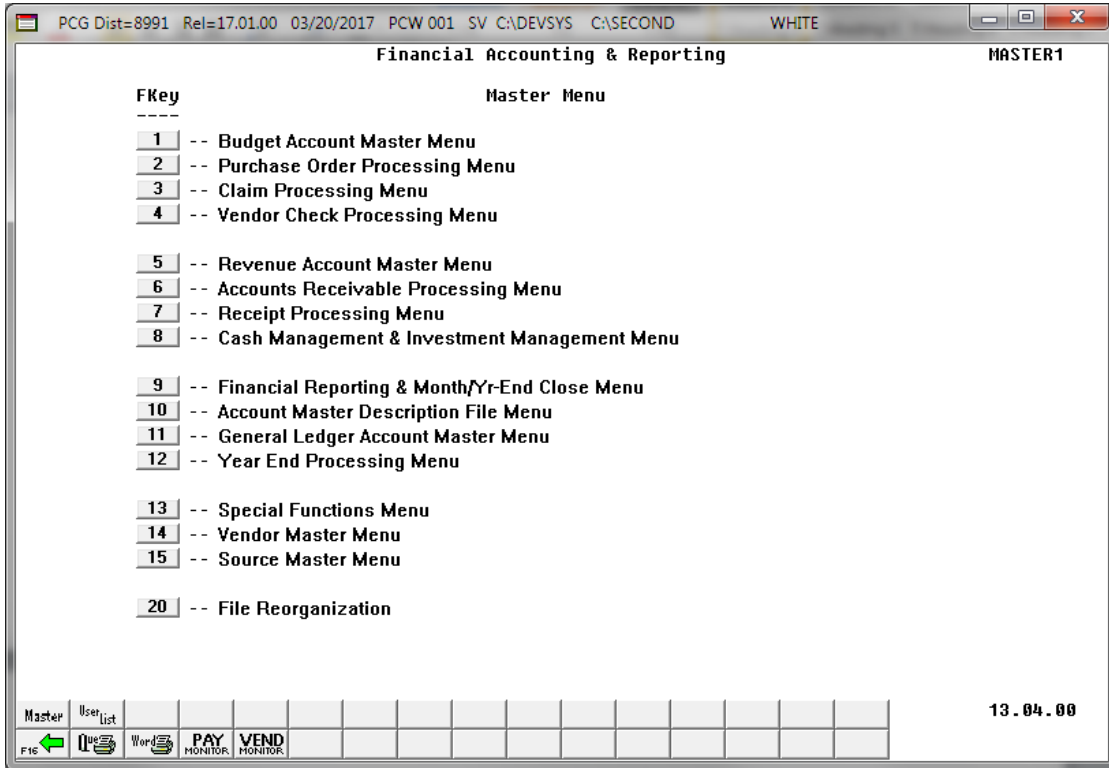 PCG Dist=8991 Rel=17.01.00 03/20/2017 PCW 001 SV C:\DEVSYS C:\SECOND WHITE
Financial Accounting & Reporting MASTER1
FKey Master Menu
----
1 -- Budget Account Master Menu
2 -- Purchase Order Processing Menu
3 -- Claim Processing Menu
4 -- Vendor Check Processing Menu
5 -- Revenue Account Master Menu
6 -- Accounts Receivable Processing Menu
7 -- Receipt Processing Menu
8 -- Cash Management & Investment Management Menu
9 -- Financial Reporting & Month/Yr-End Close Menu
10 -- Account Master Description File Menu
11 -- General Ledger Account Master Menu
12 -- Year End Processing Menu
13 -- Special Functions Menu
14 -- Vendor Master Menu
15 -- Source Master Menu
20 -- File Reorganization
Master User List 13.04.00
F16 Que Word PAY MONITOR VEND MONITOR